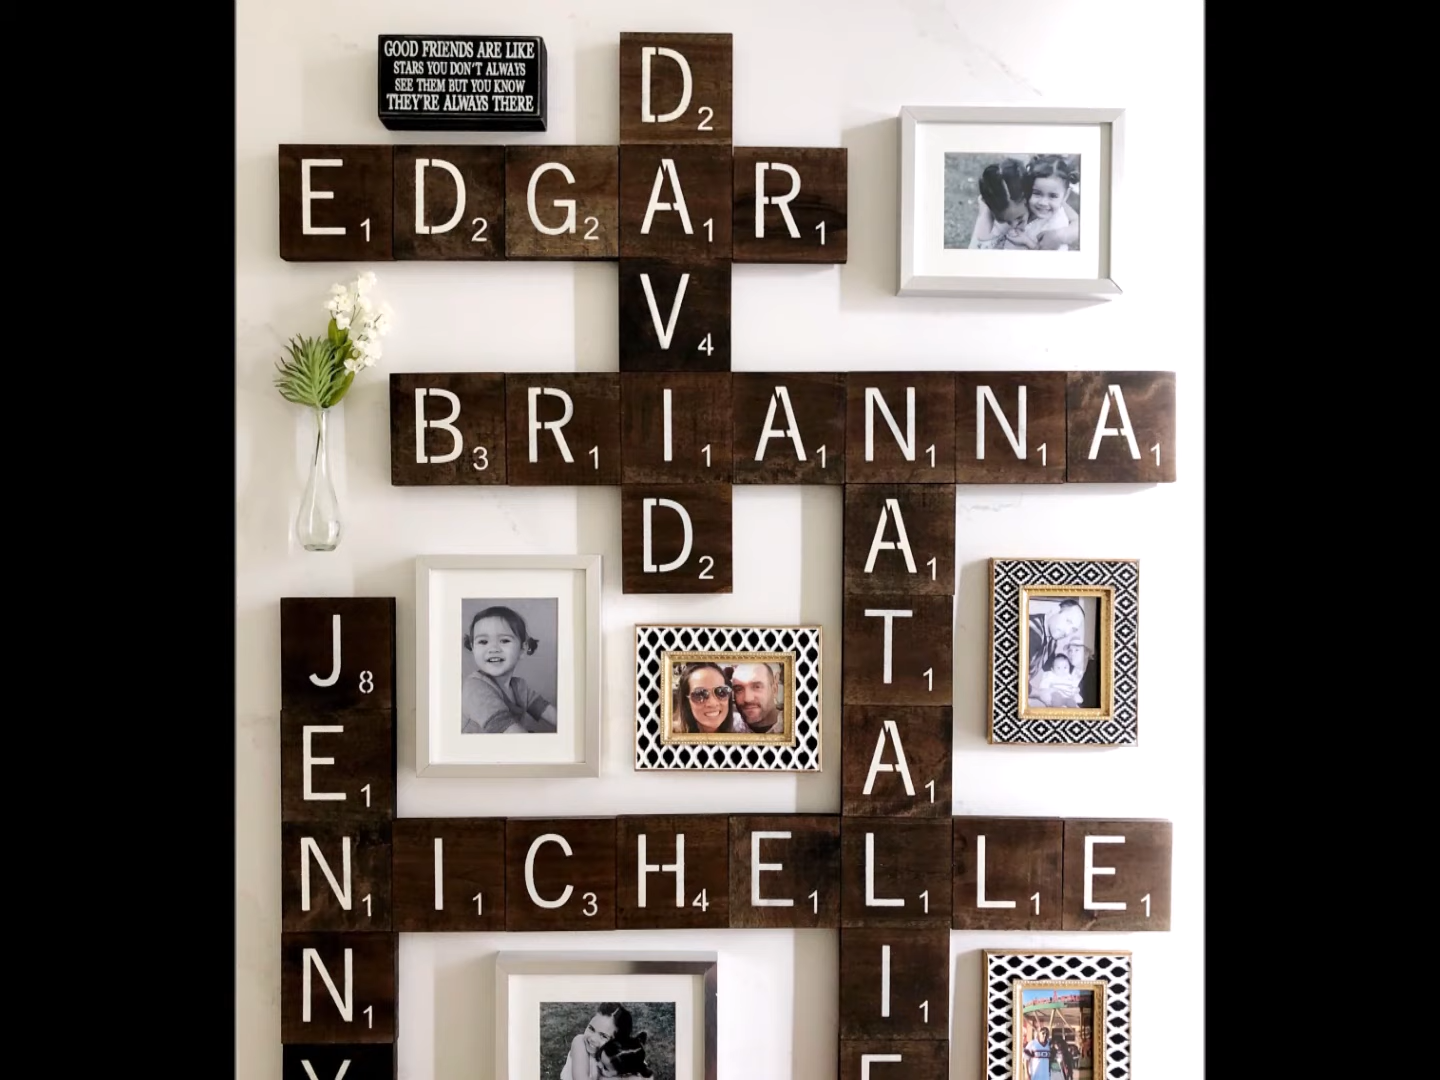 GOOD FRIENDS ARE LIKE
STARS YOU DON'T ALWAYS
SEE THEM BUT YOU KNOW
THEY'RE ALWAYS THERE
D2
E1 D2 G2 A1 R1
V4
B3 R1 I1 A1 N1 N1 A1
D2 A1
J8 T1
E1 A1
N1 I1 C3 H4 E1 L1 L1 E1
N1 I1
Y E